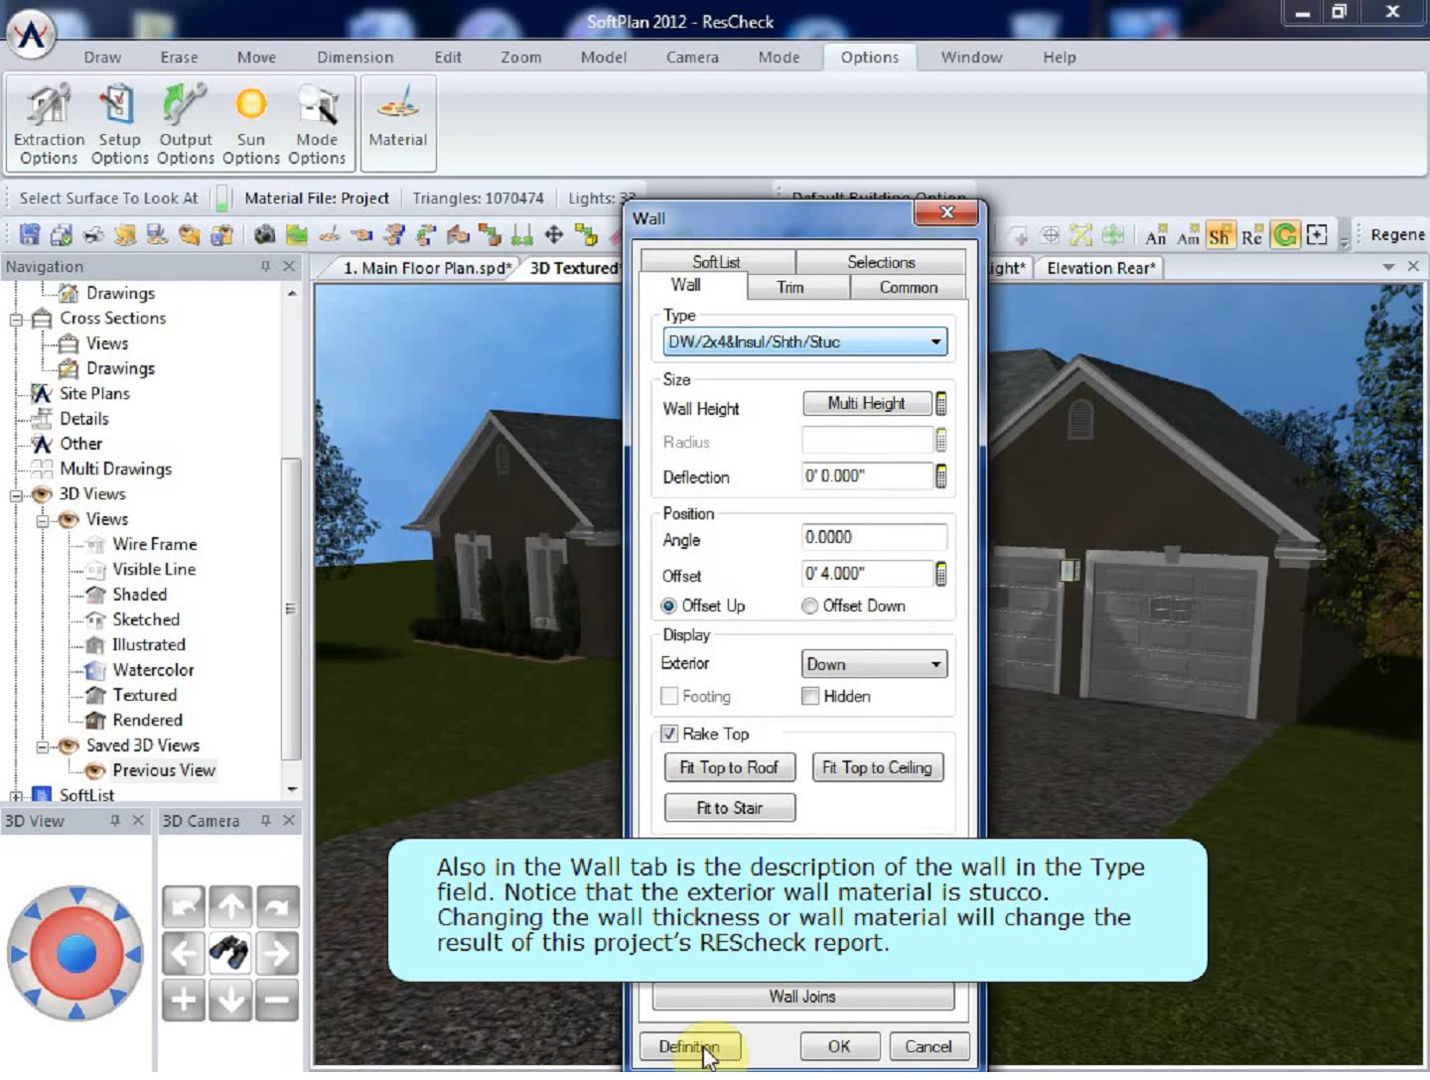 SoftPlan 2012 - ResCheck
Draw Erase Move Dimension Edit Zoom Model Camera Mode Options Window Help
Extraction Options Setup Options Output Options Sun Options Mode Options Material
Select Surface To Look At Material File: Project Triangles: 1070474 Lights: Default Building Option
An Am Sh Re Regene
Navigation
1. Main Floor Plan.spd* 3D Textured ight* Elevation Rear*
Drawings
Cross Sections
Views
Drawings
Site Plans
Details
Other
Multi Drawings
3D Views
Views
Wire Frame
Visible Line
Shaded
Sketched
Illustrated
Watercolor
Textured
Rendered
Saved 3D Views
Previous View
SoftList
3D View
3D Camera
Wall
SoftList Selections
Wall Trim Common
Type
DW/2x4&Insul/Shth/Stuc
Size
Wall Height Multi Height
Radius
Deflection 0' 0.000"
Position
Angle 0.0000
Offset 0' 4.000"
Offset Up Offset Down
Display
Exterior Down
Footing Hidden
Rake Top
Fit Top to Roof Fit Top to Ceiling
Fit to Stair
Also in the Wall tab is the description of the wall in the Type
field. Notice that the exterior wall material is stucco.
Changing the wall thickness or wall material will change the
result of this project's REScheck report.
Wall Joins
Definition OK Cancel